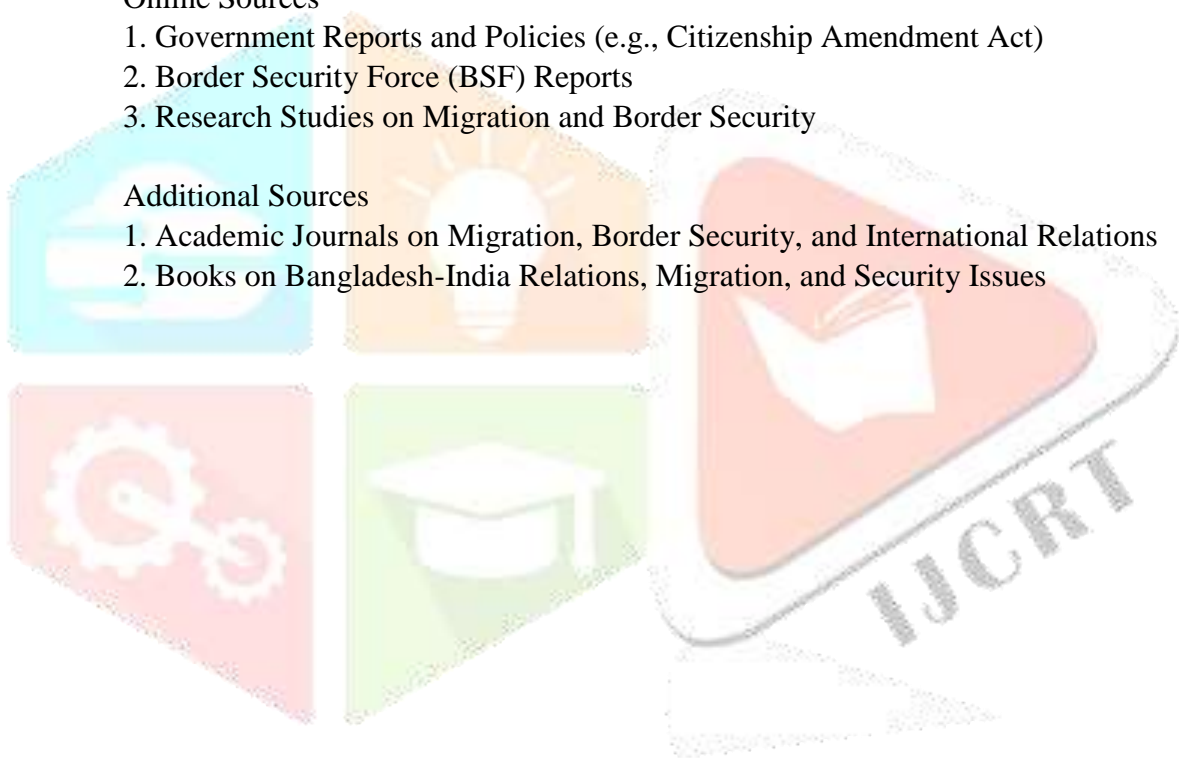 Online Sources
1. Government Reports and Policies (e.g., Citizenship Amendment Act)
2. Border Security Force (BSF) Reports
3. Research Studies on Migration and Border Security
Additional Sources
1. Academic Journals on Migration, Border Security, and International Relations
2. Books on Bangladesh-India Relations, Migration, and Security Issues
IJCRT